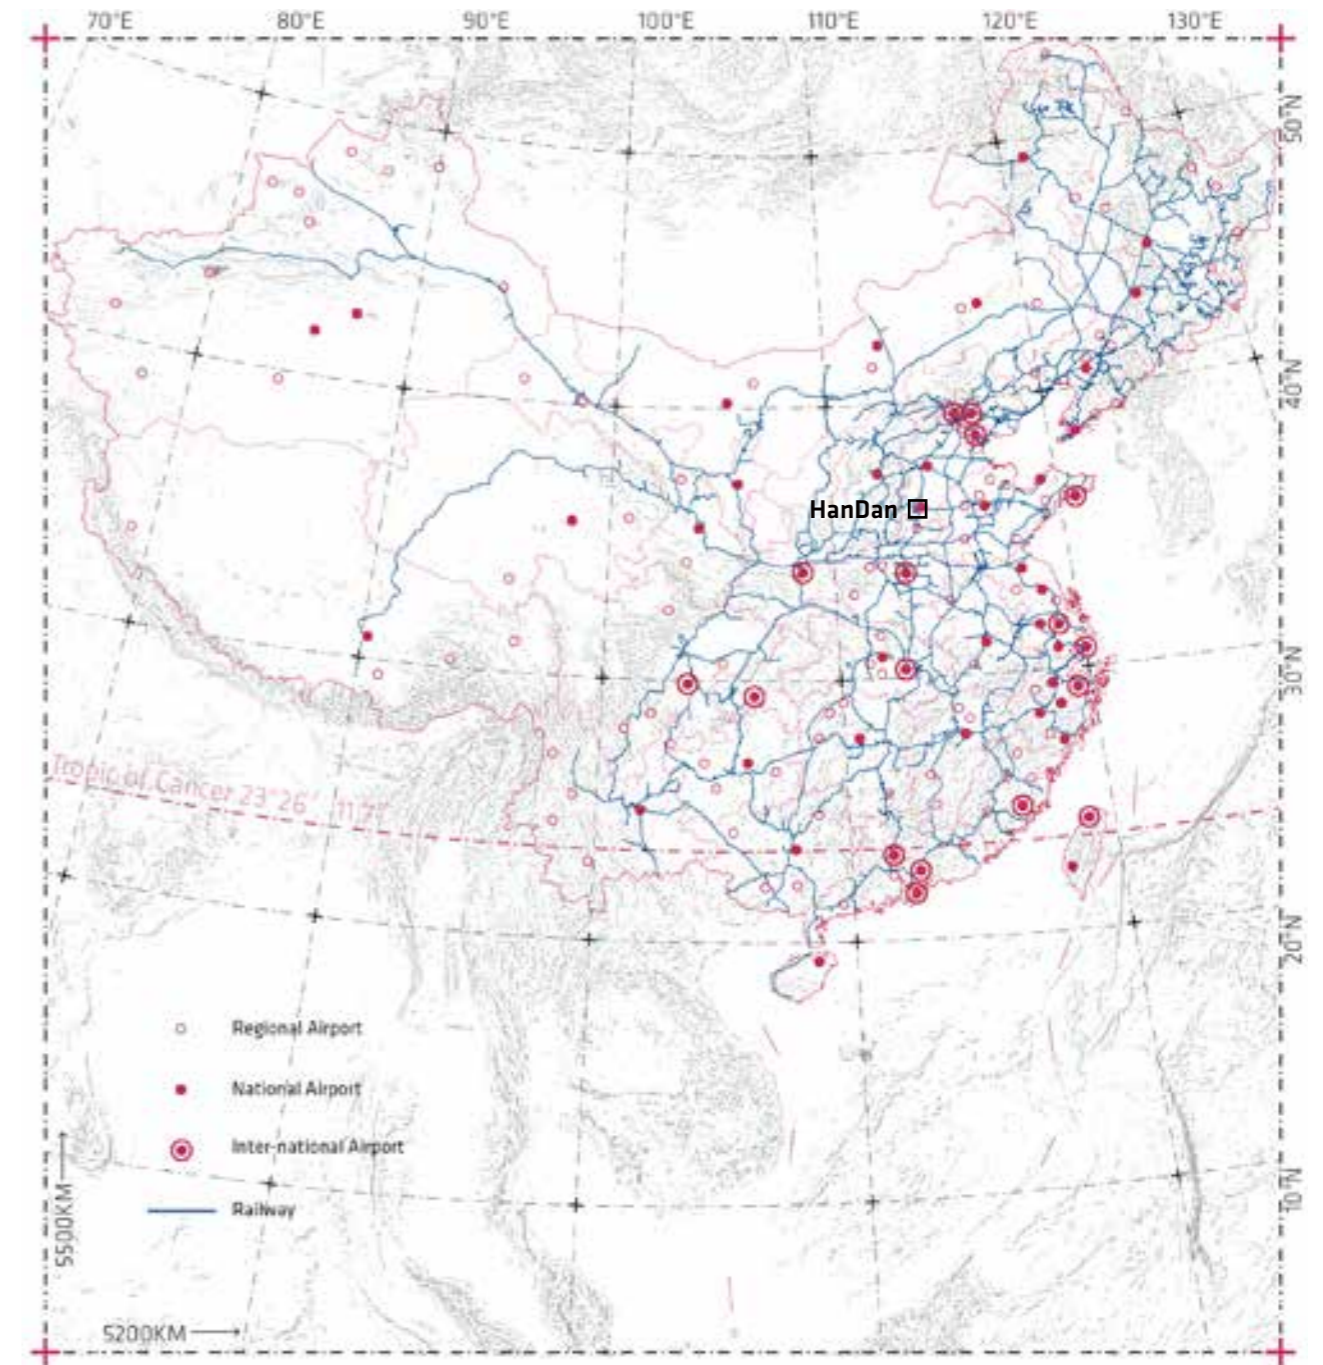 70°E 80°E 90°E 100°E 110°E 120°E 130°E
50°N
40°N
HanDan
30°N
Tropic of Cancer 23°26'
20°N
Regional Airport
National Airport
Inter-national Airport
10°N
Railway
5500KM
5200KM